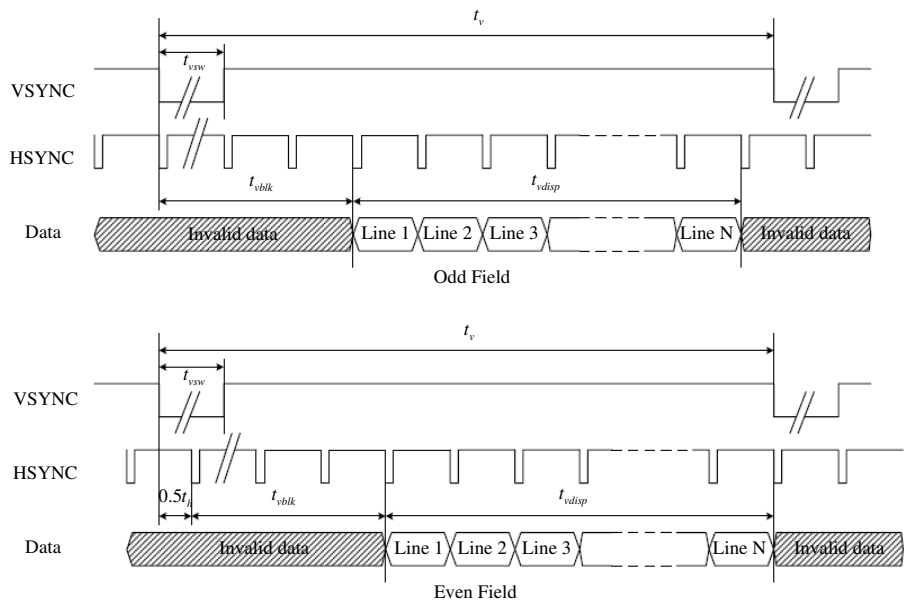 t_v
t_vsw
VSYNC
HSYNC
t_vblk
t_vdisp
Data
Invalid data
Line 1
Line 2
Line 3
Line N
Invalid data
Odd Field
t_v
t_vsw
VSYNC
HSYNC
0.5t_h
t_vblk
t_vdisp
Data
Invalid data
Line 1
Line 2
Line 3
Line N
Invalid data
Even Field